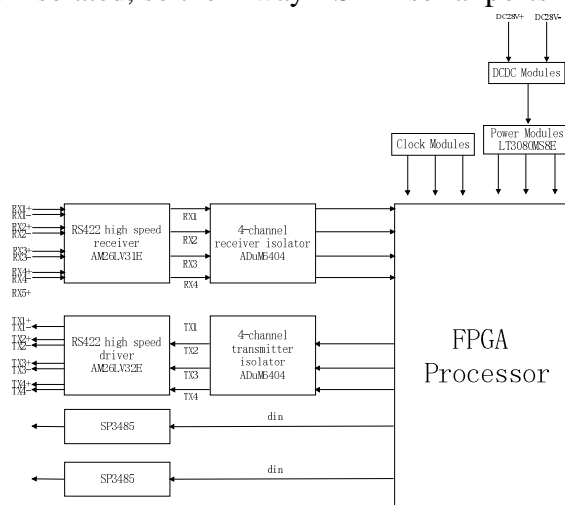 DC28V+ DC28V-
DCDC Modules
Clock Modules
Power Modules
LT3080MS8E
RX1+
RX1-
RX2+
RX2-
RX3+
RX3-
RX4+
RX4-
RX5+
RS422 high speed
receiver
AM26LV31E
RX1
RX2
RX3
RX4
4-channel
receiver isolator
ADuM6404
FPGA
Processor
TX1+
TX1-
TX2+
TX2-
TX3+
TX3-
TX4+
TX4-
RS422 high speed
driver
AM26LV32E
TX1
TX2
TX3
TX4
4-channel
transmitter
isolator
ADuM6404
SP3485
din
SP3485
din